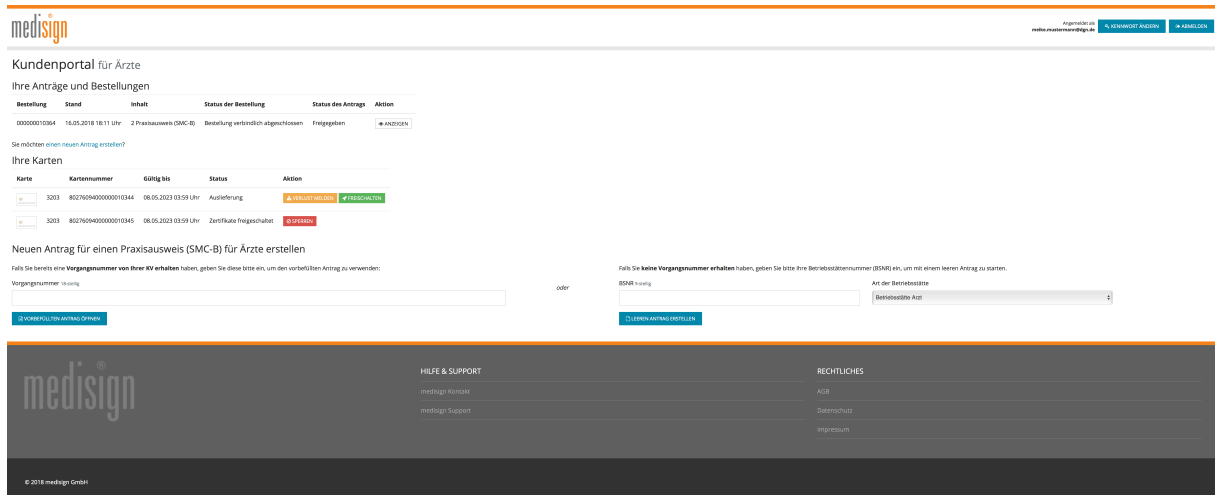 medisign
Angemeldet als
meike.mustermann@dgn.de
KENNWORT ÄNDERN
ABMELDEN
Kundenportal für Ärzte
Ihre Anträge und Bestellungen
Bestellung Stand Inhalt Status der Bestellung Status des Antrags Aktion
000000010364 16.05.2018 18:11 Uhr 2 Praxisausweis (SMC-B) Bestellung verbindlich abgeschlossen Freigegeben ANZEIGEN
Sie möchten einen neuen Antrag erstellen?
Ihre Karten
Karte Kartennummer Gültig bis Status Aktion
3203 80276094000000010344 08.05.2023 03:59 Uhr Auslieferung VERLUST MELDEN FREISCHALTEN
3203 80276094000000010345 08.05.2023 03:59 Uhr Zertifikate freigeschaltet SPERREN
Neuen Antrag für einen Praxisausweis (SMC-B) für Ärzte erstellen
Falls Sie bereits eine Vorgangsnummer von Ihrer KV erhalten haben, geben Sie diese bitte ein, um den vorbefüllten Antrag zu verwenden:
Vorgangsnummer 18-stellig
VORBEFÜLLTEN ANTRAG ÖFFNEN
oder
Falls Sie keine Vorgangsnummer erhalten haben, geben Sie bitte Ihre Betriebsstättennummer (BSNR) ein, um mit einem leeren Antrag zu starten.
BSNR 9-stellig Art der Betriebsstätte
Betriebsstätte Arzt
LEEREN ANTRAG ERSTELLEN
medisign®
HILFE & SUPPORT
medisign Kontakt
medisign Support
RECHTLICHES
AGB
Datenschutz
Impressum
© 2018 medisign GmbH